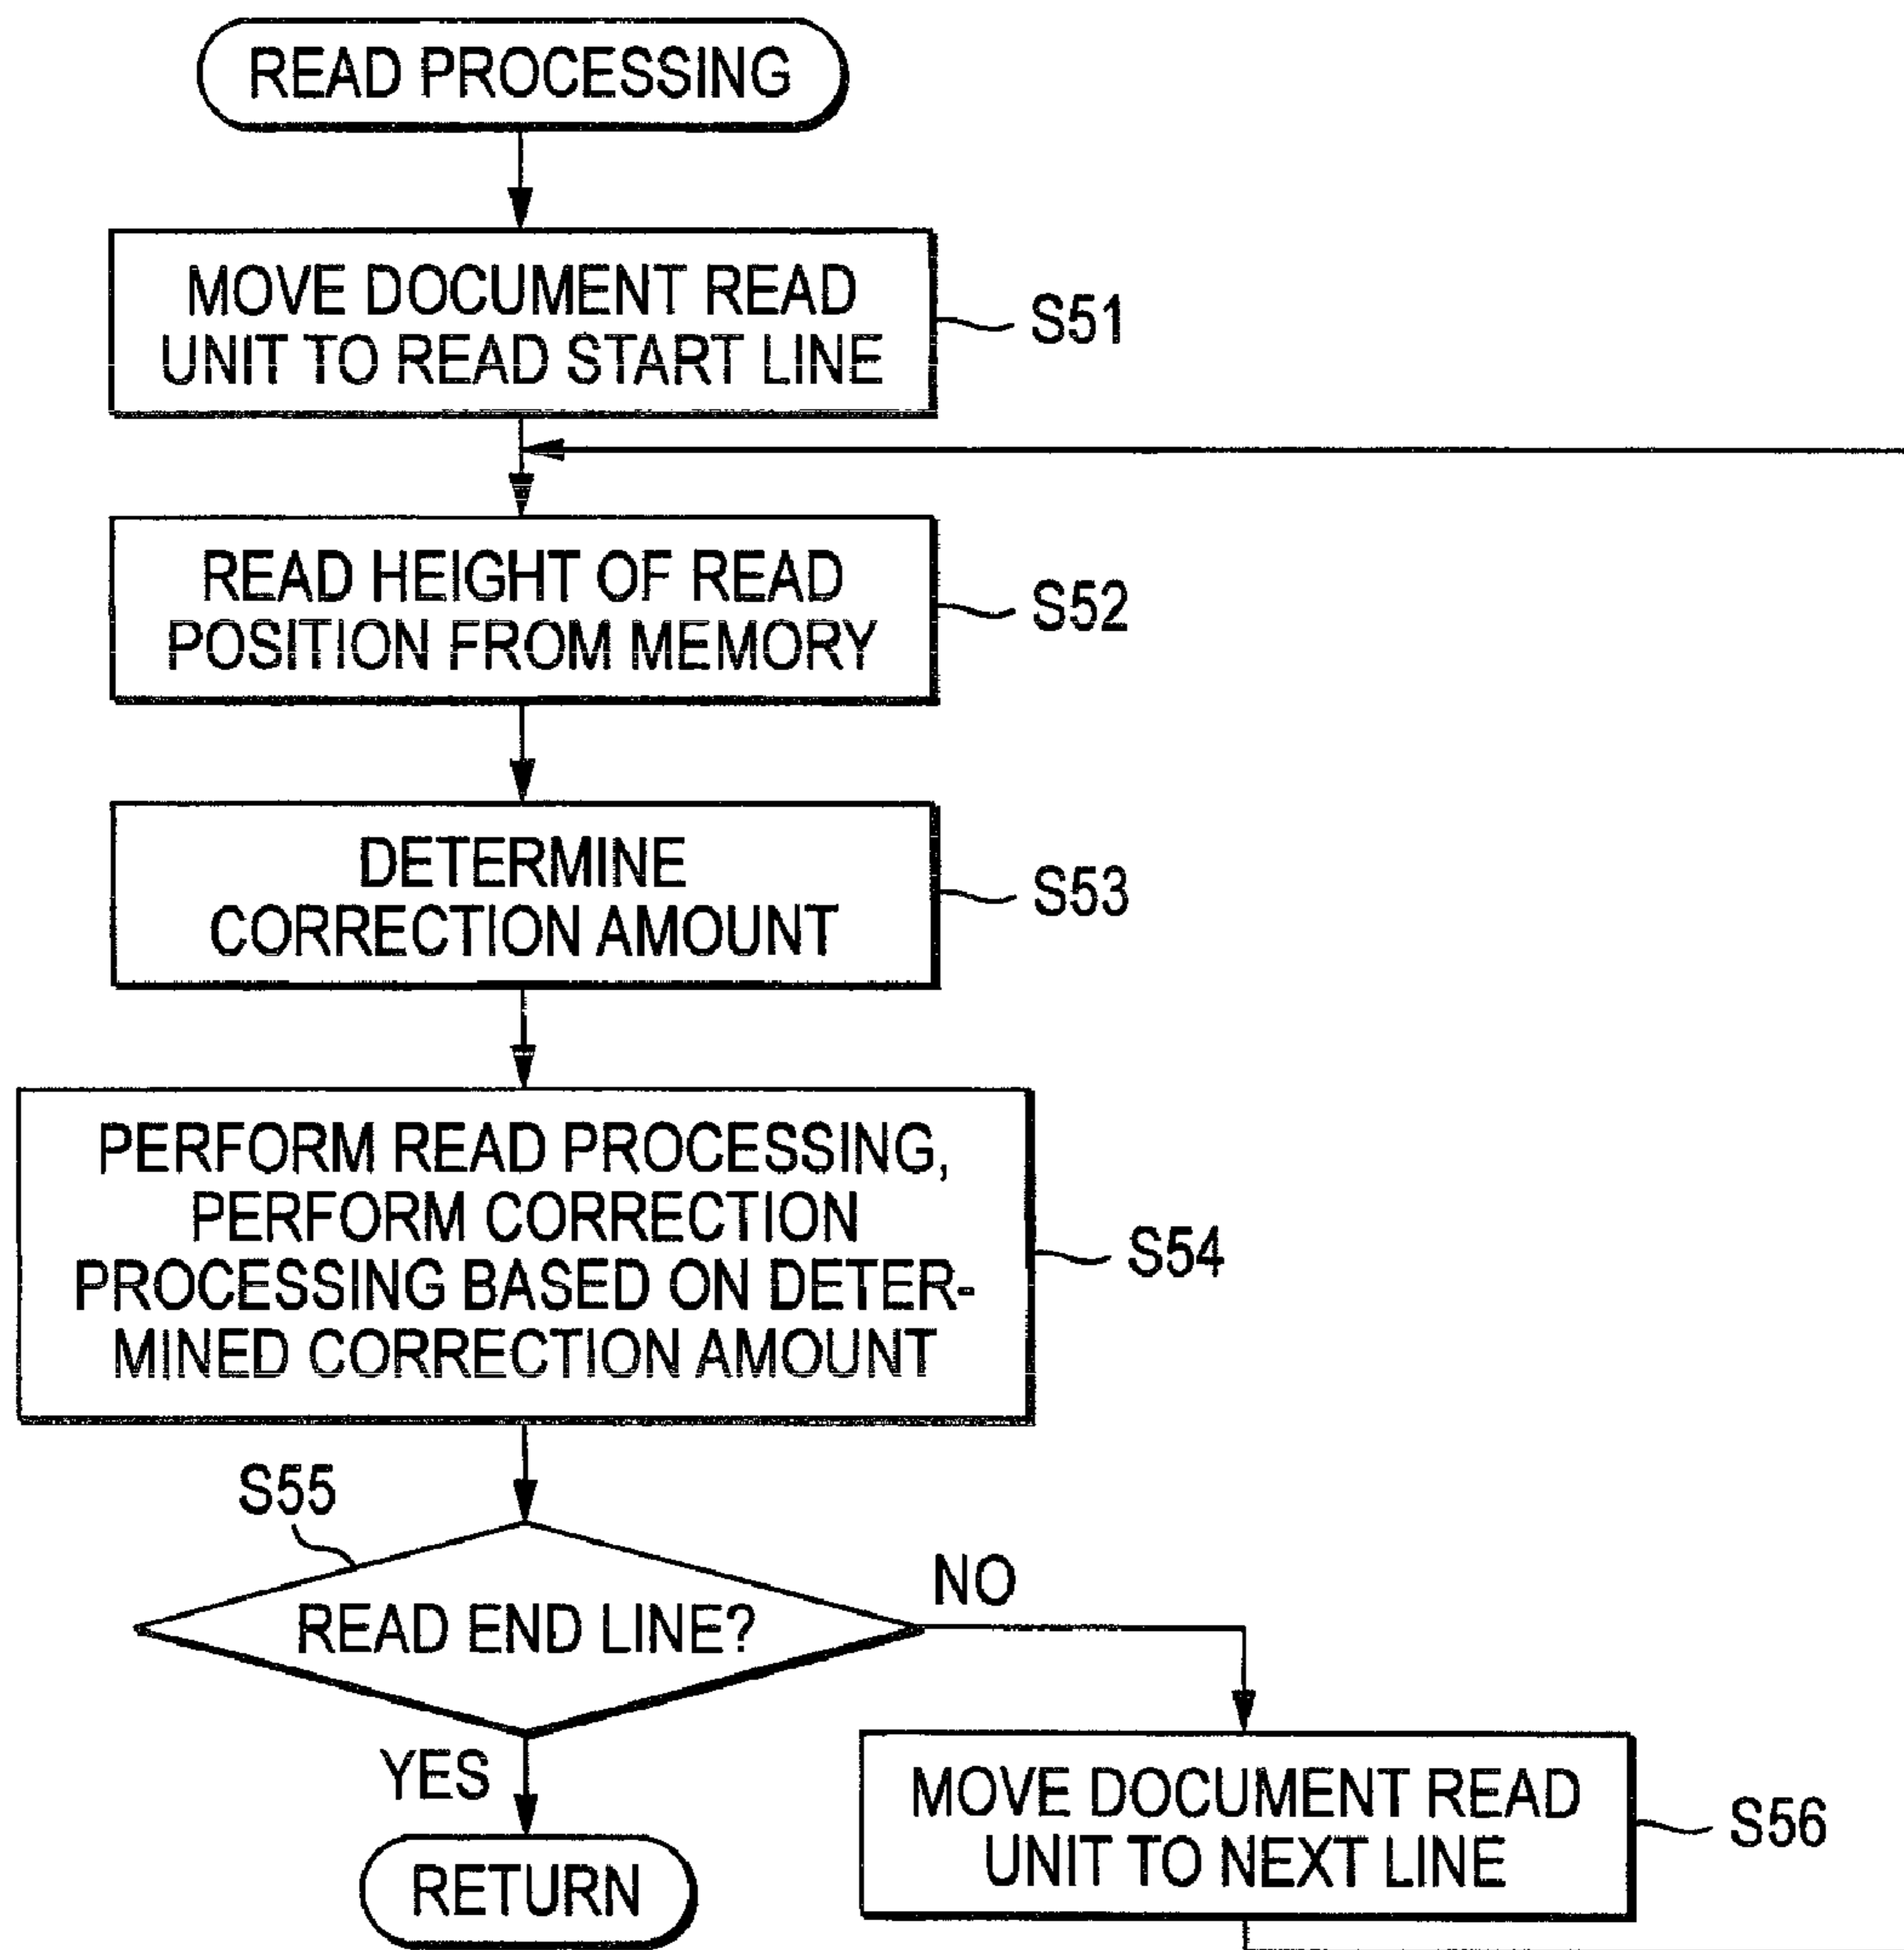 READ PROCESSING
MOVE DOCUMENT READ
UNIT TO READ START LINE
S51
READ HEIGHT OF READ
POSITION FROM MEMORY
S52
DETERMINE
CORRECTION AMOUNT
S53
PERFORM READ PROCESSING,
PERFORM CORRECTION
PROCESSING BASED ON DETER-
MINED CORRECTION AMOUNT
S54
S55
READ END LINE?
NO
YES
MOVE DOCUMENT READ
UNIT TO NEXT LINE
S56
RETURN